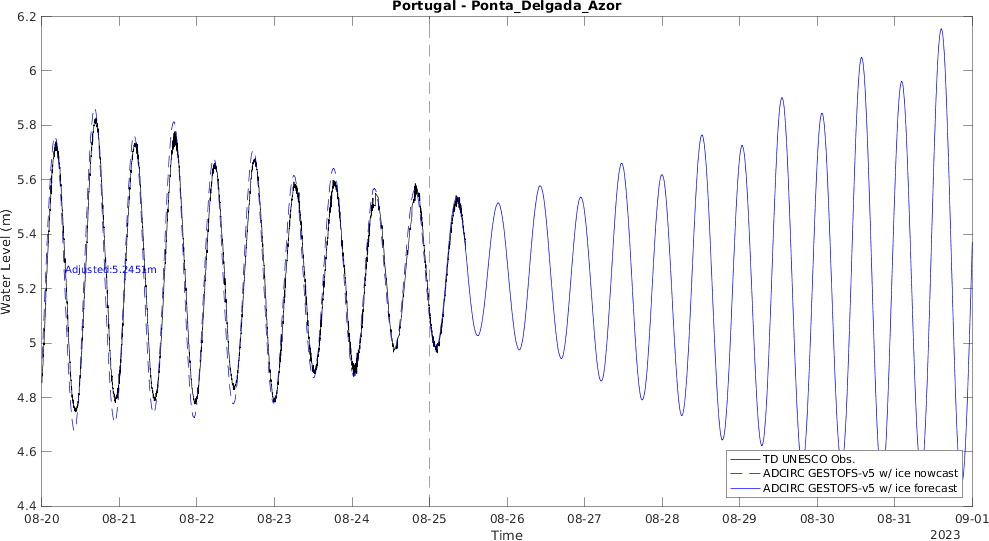 Portugal - Ponta_Delgada_Azor
Water Level (m)
6.2
6
5.8
5.6
5.4
5.2
5
4.8
4.6
4.4
Adjusted:5.2451m
TD UNESCO Obs.
ADCIRC GESTOFS-v5 w/ ice nowcast
ADCIRC GESTOFS-v5 w/ ice forecast
08-20 08-21 08-22 08-23 08-24 08-25 08-26 08-27 08-28 08-29 08-30 08-31 09-01
Time
2023